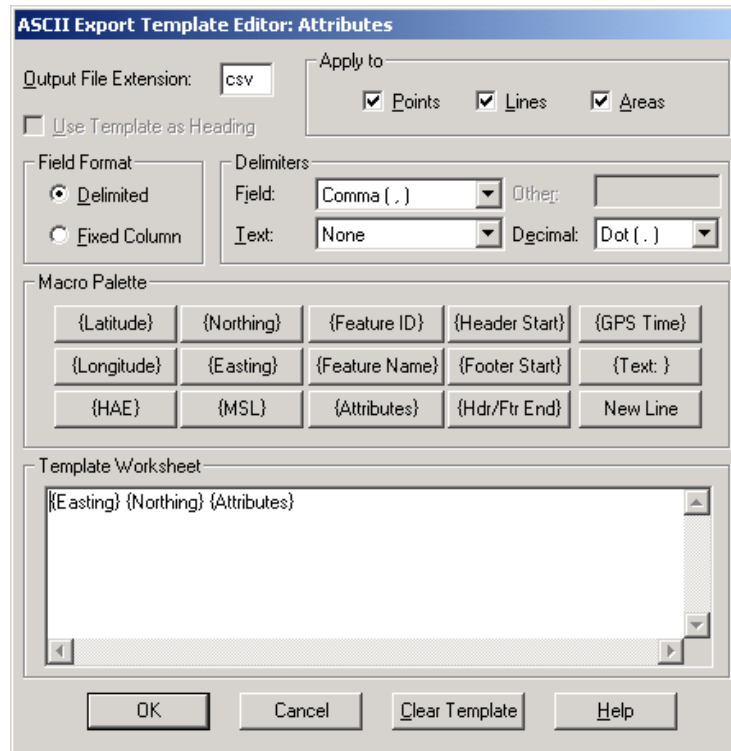 ASCII Export Template Editor: Attributes
Output File Extension: csv
Apply to
Points Lines Areas
Use Template as Heading
Field Format
Delimited
Fixed Column
Delimiters
Field: Comma ( , ) Other:
Text: None Decimal: Dot ( . )
Macro Palette
{Latitude} {Northing} {Feature ID} {Header Start} {GPS Time}
{Longitude} {Easting} {Feature Name} {Footer Start} {Text: }
{HAE} {MSL} {Attributes} {Hdr/Ftr End} New Line
Template Worksheet
{Easting} {Northing} {Attributes}
OK Cancel Clear Template Help